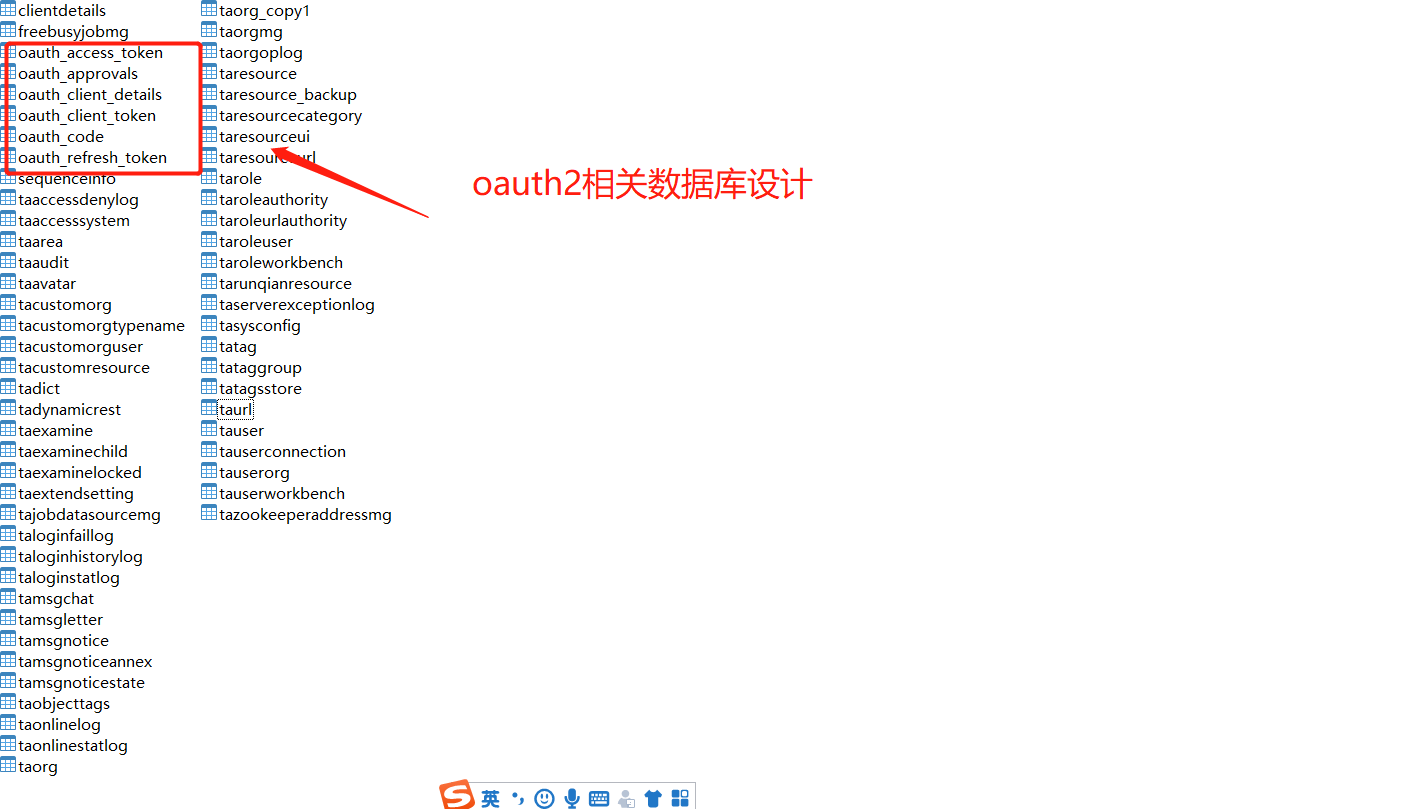 clientdetails
freebusyjobmg
oauth_access_token
oauth_approvals
oauth_client_details
oauth_client_token
oauth_code
oauth_refresh_token
sequenceinfo
taaccessdenylog
taaccesssystem
taarea
taaudit
taavatar
tacustomorg
tacustomorgtypename
tacustomorguser
tacustomresource
tadict
tadynamicrest
taexamine
taexaminechild
taexaminelocked
taextendsetting
tajobdatasourcemg
taloginfaillog
taloginhistorylog
taloginstatlog
tamsgchat
tamsgletter
tamsgnotice
tamsgnoticeannex
tamsgnoticestate
taobjecttags
taonlinelog
taonlinestatlog
taorg
taorg_copy1
taorgmg
taorgoplog
taresource
taresource_backup
taresourcecategory
taresourceui
taresourceurl
tarole
taroleauthority
taroleurlauthority
taroleuser
taroleworkbench
tarunqianresource
taserverexceptionlog
tasysconfig
tatag
tataggroup
tatagsstore
taurl
tauser
tauserconnection
tauserorg
tauserworkbench
tazookeeperaddressmg
oauth2相关数据库设计
英